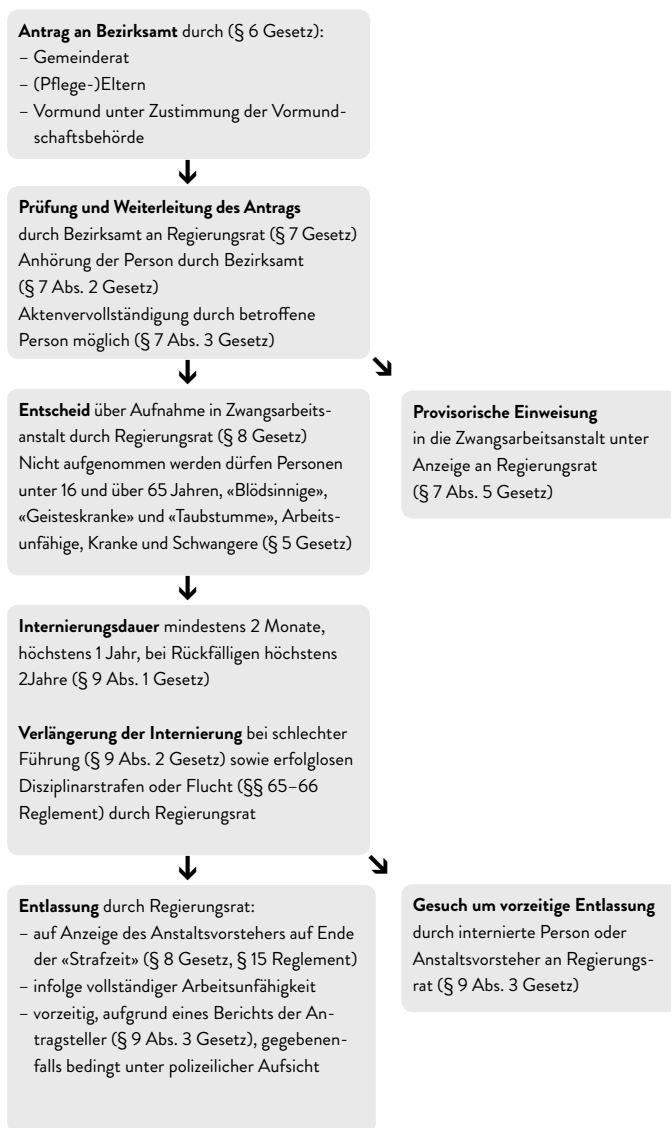 Antrag an Bezirksamt durch (§ 6 Gesetz):
– Gemeinderat
– (Pflege-)Eltern
– Vormund unter Zustimmung der Vormund-
schaftsbehörde
Prüfung und Weiterleitung des Antrags
durch Bezirksamt an Regierungsrat (§ 7 Gesetz)
Anhörung der Person durch Bezirksamt
(§ 7 Abs. 2 Gesetz)
Aktenvervollständigung durch betroffene
Person möglich (§ 7 Abs. 3 Gesetz)
Entscheid über Aufnahme in Zwangsarbeits-
anstalt durch Regierungsrat (§ 8 Gesetz)
Nicht aufgenommen werden dürfen Personen
unter 16 und über 65 Jahren, «Blödsinnige»,
«Geisteskranke» und «Taubstumme», Arbeits-
unfähige, Kranke und Schwangere (§ 5 Gesetz)
Provisorische Einweisung
in die Zwangsarbeitsanstalt unter
Anzeige an Regierungsrat
(§ 7 Abs. 5 Gesetz)
Internierungsdauer mindestens 2 Monate,
höchstens 1 Jahr, bei Rückfälligen höchstens
2Jahre (§ 9 Abs. 1 Gesetz)
Verlängerung der Internierung bei schlechter
Führung (§ 9 Abs. 2 Gesetz) sowie erfolglosen
Disziplinarstrafen oder Flucht (§§ 65–66
Reglement) durch Regierungsrat
Entlassung durch Regierungsrat:
– auf Anzeige des Anstaltsvorstehers auf Ende
der «Strafzeit» (§ 8 Gesetz, § 15 Reglement)
– infolge vollständiger Arbeitsunfähigkeit
– vorzeitig, aufgrund eines Berichts der An-
tragsteller (§ 9 Abs. 3 Gesetz), gegebenen-
falls bedingt unter polizeilicher Aufsicht
Gesuch um vorzeitige Entlassung
durch internierte Person oder
Anstaltsvorsteher an Regierungs-
rat (§ 9 Abs. 3 Gesetz)